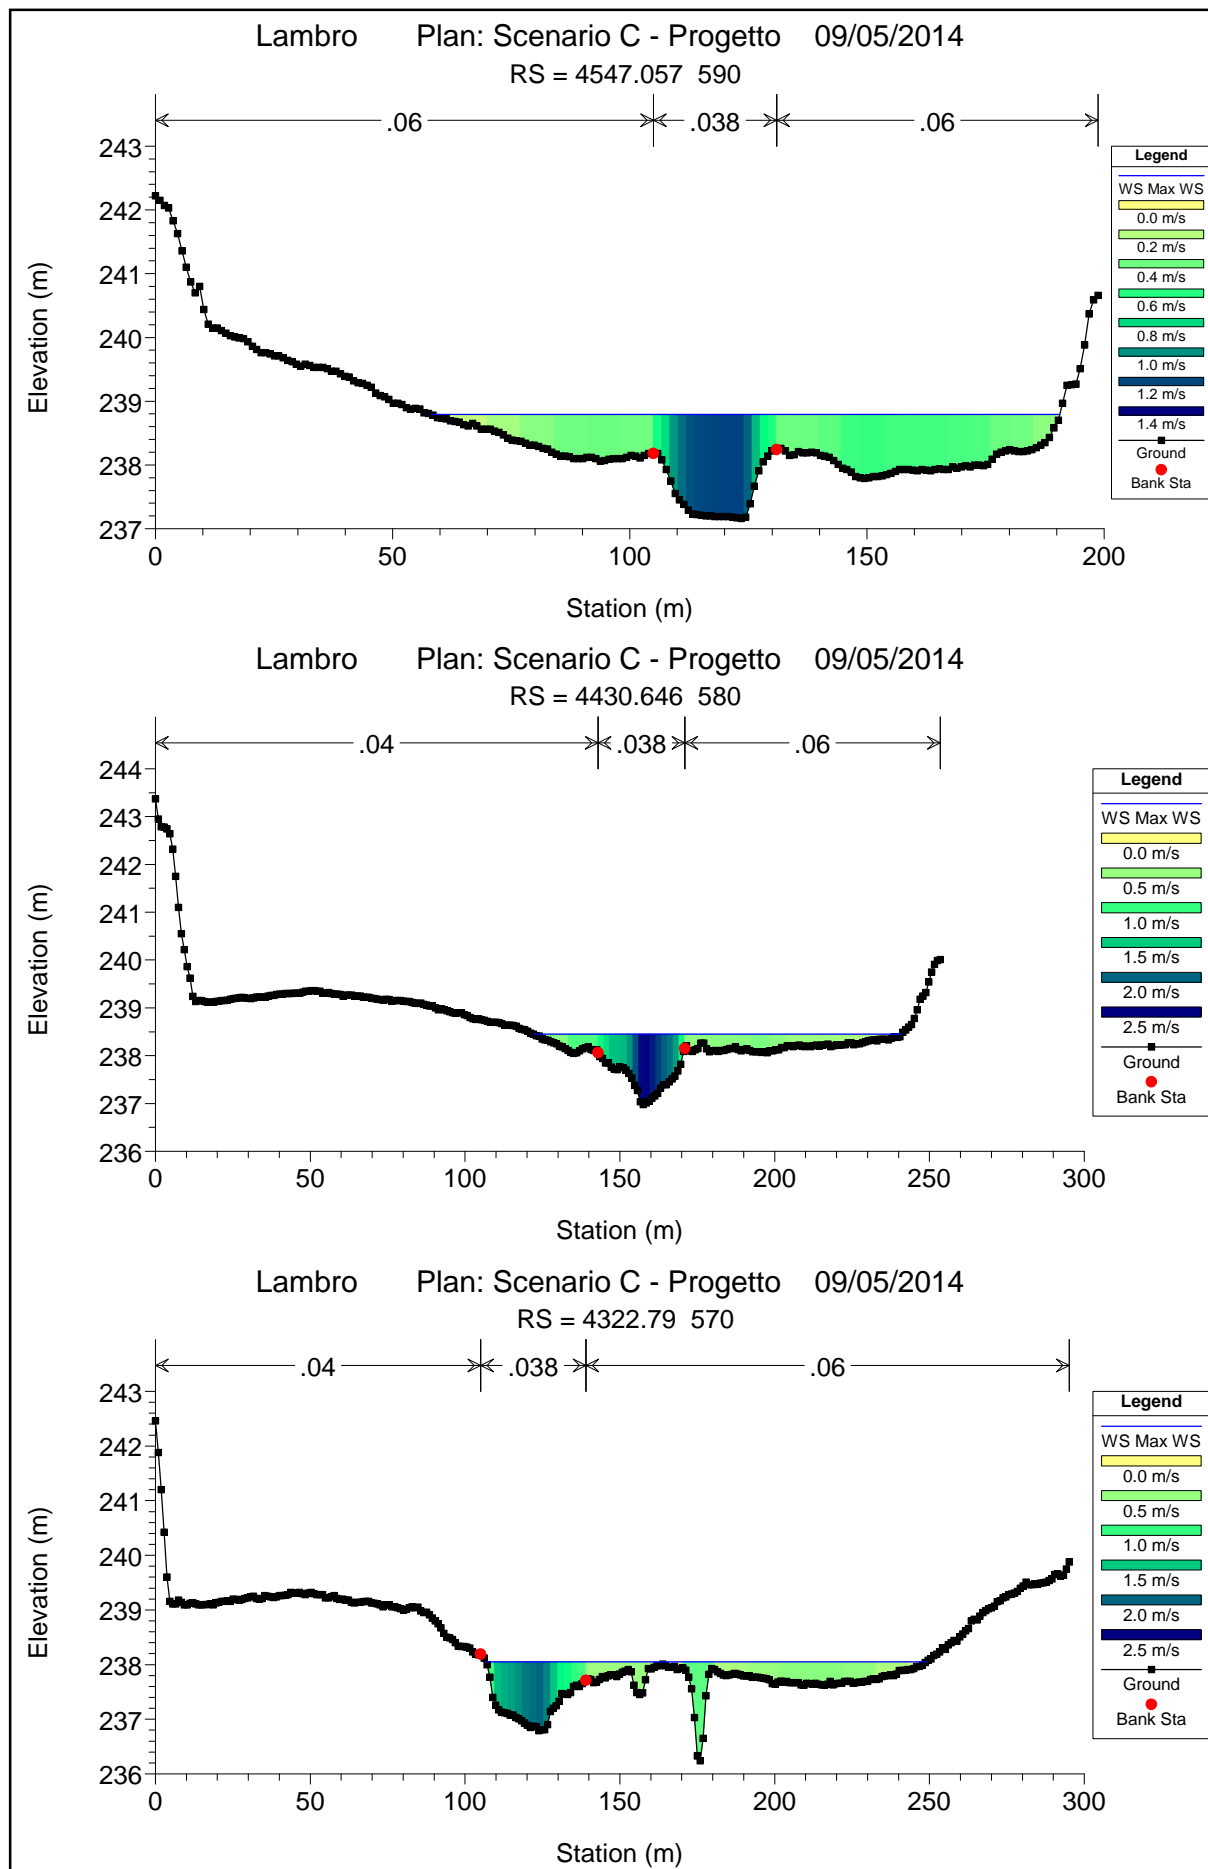 Lambro Plan: Scenario C - Progetto 09/05/2014
RS = 4547.057 590
.06 .038 .06
243
242
241
240
239
238
237
0 50 100 150 200
Station (m)
Elevation (m)
Legend
WS Max WS
0.0 m/s
0.2 m/s
0.4 m/s
0.6 m/s
0.8 m/s
1.0 m/s
1.2 m/s
1.4 m/s
Ground
Bank Sta
Lambro Plan: Scenario C - Progetto 09/05/2014
RS = 4430.646 580
.04 .038 .06
244
243
242
241
240
239
238
237
236
0 50 100 150 200 250 300
Station (m)
Elevation (m)
Legend
WS Max WS
0.0 m/s
0.5 m/s
1.0 m/s
1.5 m/s
2.0 m/s
2.5 m/s
Ground
Bank Sta
Lambro Plan: Scenario C - Progetto 09/05/2014
RS = 4322.79 570
.04 .038 .06
243
242
241
240
239
238
237
236
0 50 100 150 200 250 300
Station (m)
Elevation (m)
Legend
WS Max WS
0.0 m/s
0.5 m/s
1.0 m/s
1.5 m/s
2.0 m/s
2.5 m/s
Ground
Bank Sta